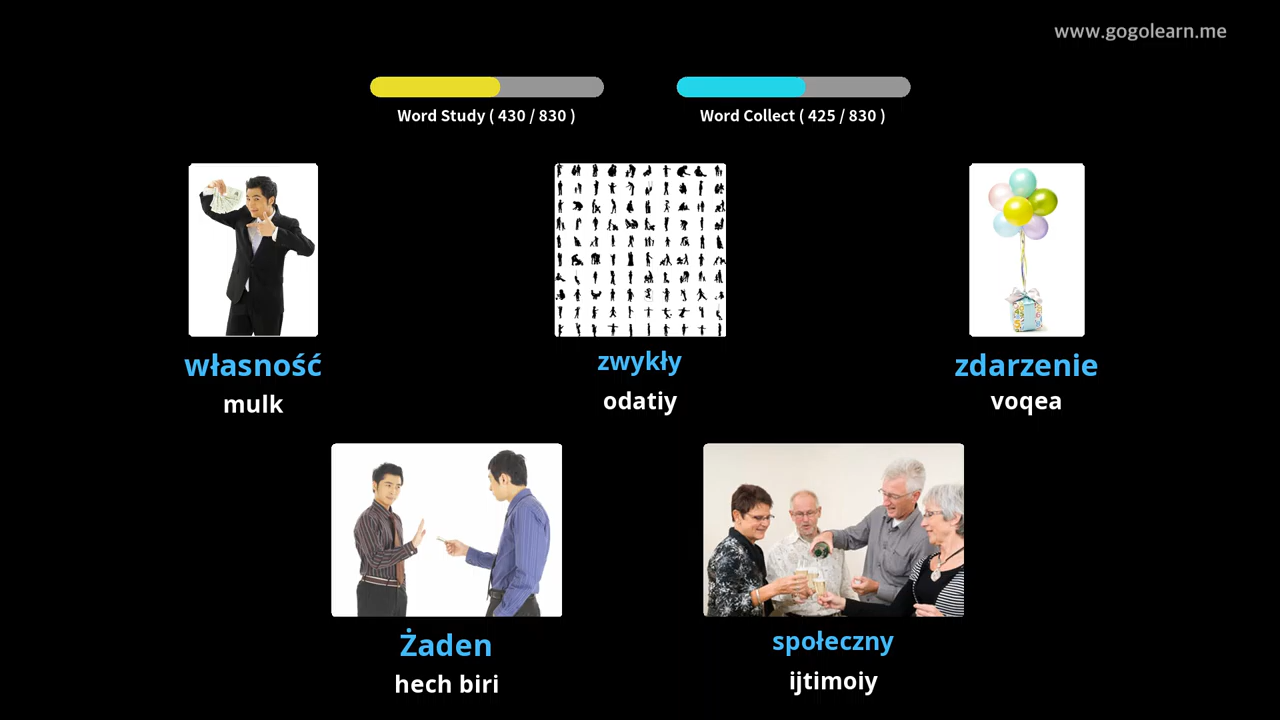 www.gogolearn.me
Word Study ( 430 / 830 )
Word Collect ( 425 / 830 )
własność
zwykły
zdarzenie
mulk
odatiy
voqea
Żaden
społeczny
hech biri
ijtimoiy